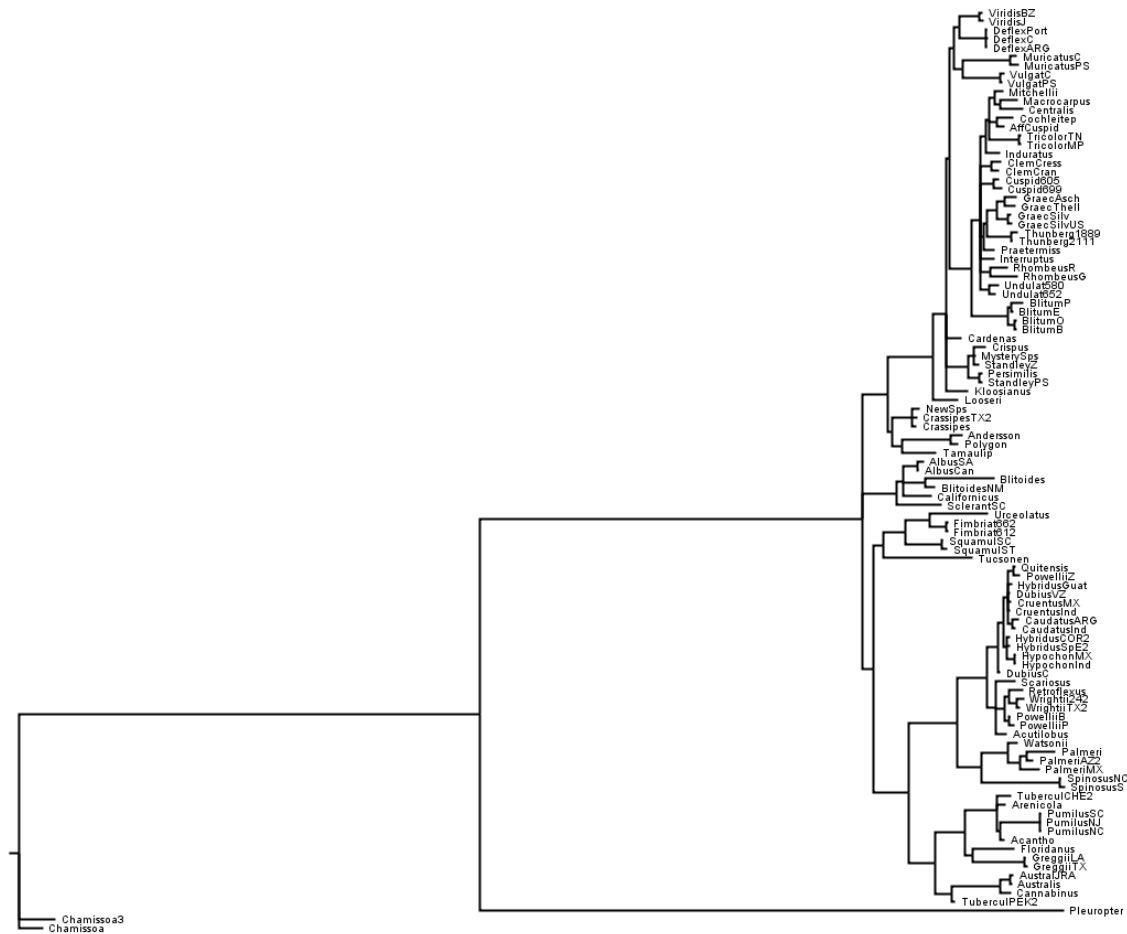 ViridisBZ
ViridisJ
DeflexPort
DeflexC
DeflexARG
MuricatusC
MuricatusPS
VulgatC
VulgatPS
Mitchellii
Macrocarpus
Centralis
Cochleitep
AffCuspid
TricolorTN
TricolorMP
Induratus
ClemCress
ClemCran
Cuspid605
Cuspid699
GraecAsch
GraecThell
GraecSilv
GraecSilvUS
Thunberg1889
Thunberg2111
Praetermiss
Interruptus
RhombeusR
RhombeusG
Undulat580
Undulat652
BlitumP
BlitumE
BlitumO
BlitumB
Cardenas
Crispus
MysterySps
StandleyZ
Persimilis
StandleyPS
Kloosianus
Looseri
NewSps
CrassipesTX2
Crassipes
Andersson
Polygon
Tamaulip
AlbusSA
AlbusCan
Blitoides
BlitoidesNM
Californicus
SclerantSC
Urceolatus
Fimbriat662
Fimbriat612
SquamulSC
SquamulST
Tucsonen
Quitensis
PowelliiZ
HybridusGuat
DubiusVZ
CruentusMX
CruentusInd
CaudatusARG
CaudatusInd
HybridusCOR2
HybridusSpE2
HypochonMX
HypochonInd
DubiusC
Scariosus
Retroflexus
Wrightii242
WrightiiTX2
PowelliiB
PowelliiP
Acutilobus
Watsonii
Palmeri
PalmeriAZ2
PalmeriMX
SpinosusNC
SpinosusS
TuberculCHE2
Arenicola
PumilusSC
PumilusNJ
PumilusNC
Acantho
Floridanus
GreggiiLA
GreggiiTX
AustralJRA
Australis
Cannabinus
TuberculPEK2
Pleuropter
Chamissoa3
Chamissoa